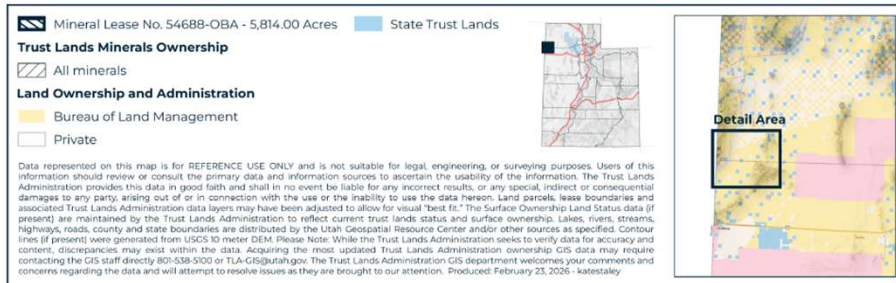 Mineral Lease No. 54688-OBA - 5,814.00 Acres
State Trust Lands
Trust Lands Minerals Ownership
All minerals
Land Ownership and Administration
Bureau of Land Management
Private
Data represented on this map is for REFERENCE USE ONLY and is not suitable for legal, engineering, or surveying purposes. Users of this
information should review or consult the primary data and information sources to ascertain the usability of the information. The Trust Lands
Administration provides this data in good faith and shall in no event be liable for any incorrect results, or any special, indirect or consequential
damages to any party, arising out of or in connection with the use or the inability to use the data hereon. Land parcels, lease boundaries and
associated Trust Lands Administration data layers may have been adjusted to allow for visual "best fit." The Surface Ownership Land Status data (if
present) are maintained by the Trust Lands Administration to reflect current trust lands status and surface ownership. Lakes, rivers, streams,
highways, roads, county and state boundaries are distributed by the Utah Geospatial Resource Center and/or other sources as specified. Contour
lines (if present) were generated from USGS 10 meter DEM. Please Note: While the Trust Lands Administration seeks to verify data for accuracy and
content, discrepancies may exist within the data. Acquiring the most updated Trust Lands Administration ownership GIS data may require
contacting the GIS staff directly 801-538-5100 or TLA-GIS@utah.gov. The Trust Lands Administration GIS department welcomes your comments and
concerns regarding the data and will attempt to resolve issues as they are brought to our attention. Produced: February 23, 2026 - katestaley
Detail Area